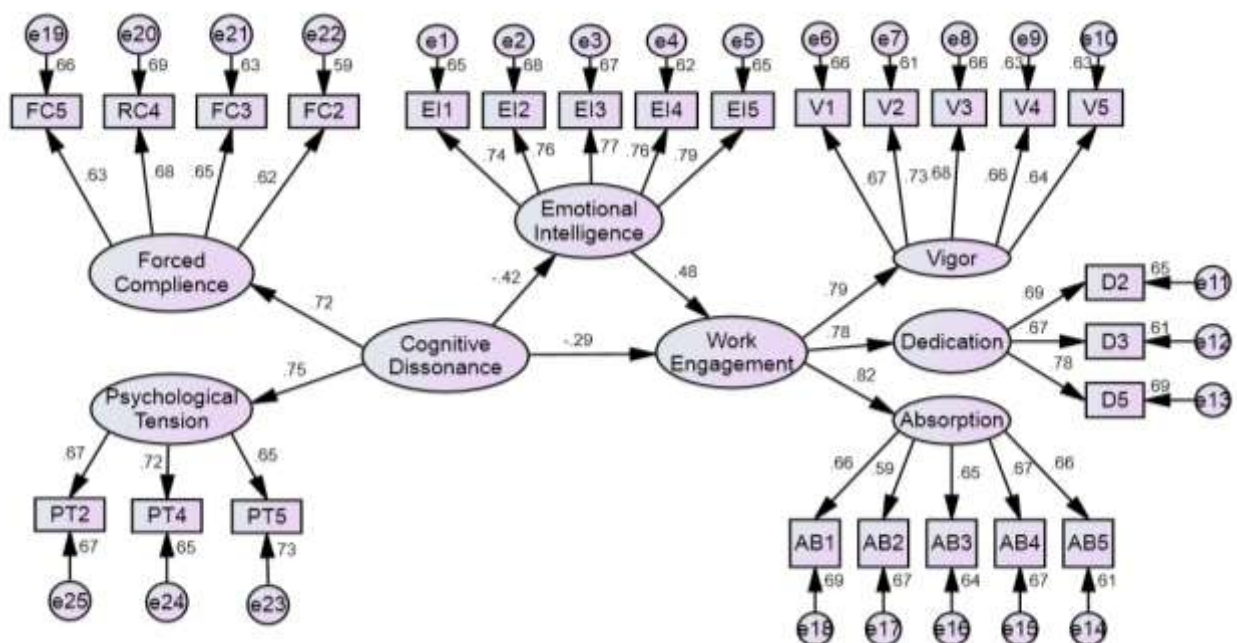 e19 e20 e21 e22 e1 e2 e3 e4 e5 e6 e7 e8 e9 e10
.66 .69 .63 .59 .65 .68 .67 .62 .65 .66 .61 .66 .63 .63
FC5 RC4 FC3 FC2 EI1 EI2 EI3 EI4 EI5 V1 V2 V3 V4 V5
.63 .68 .65 .62 .74 .76 .77 .76 .79 .67 .73 .68 .66 .64
Emotional
Intelligence
Forced
Complience
Vigor
-.42 .48 .79
.72
D2 .65 e11
.69
Cognitive
Dissonance
-.29
Work
Engagement
.78
Dedication
.67 D3 .61 e12
.78
D5 .69 e13
.75 .82
Psychological
Tension
Absorption
.67 .72 .65
.66 .59 .65 .67 .66
PT2 PT4 PT5
AB1 AB2 AB3 AB4 AB5
.67 .65 .73
.69 .67 .64 .67 .61
e25 e24 e23
e18 e17 e16 e15 e14